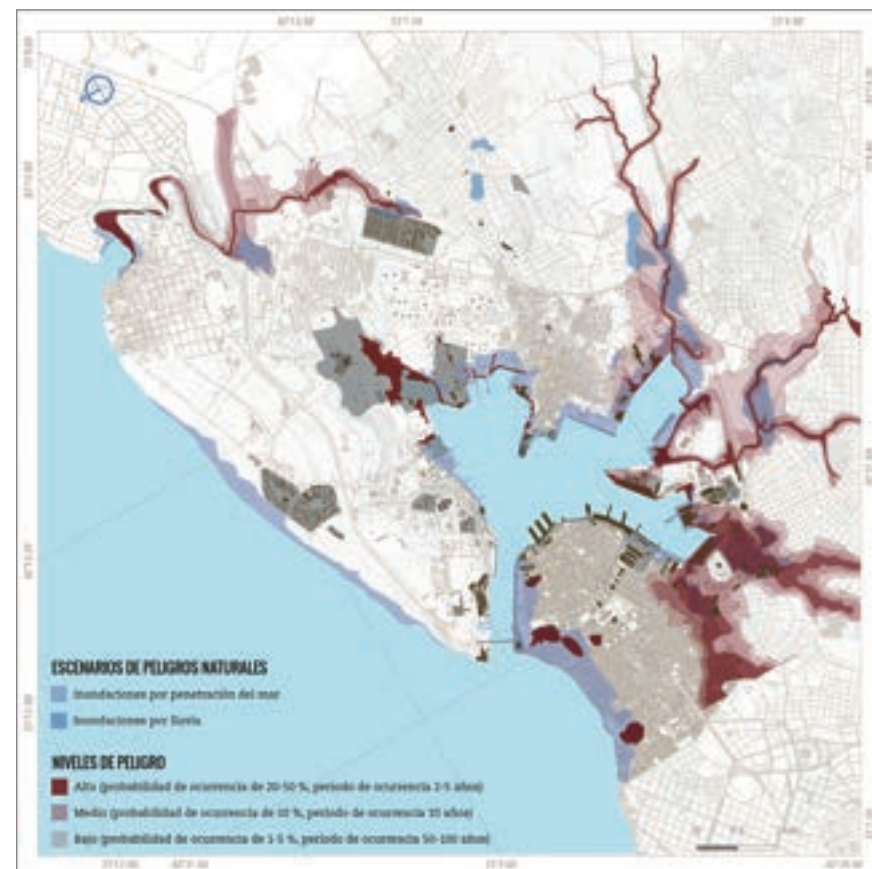 ESCENARIOS DE PELIGROS NATURALES
Inundaciones por penetración del mar
Inundaciones por lluvia
NIVELES DE PELIGRO
Alta (probabilidad de ocurrencia de 20-50 %, período de ocurrencia 2-5 años)
Medio (probabilidad de ocurrencia de 10 %, período de ocurrencia 10 años)
Bajo (probabilidad de ocurrencia de 1-5 %, período de ocurrencia 50-100 años)